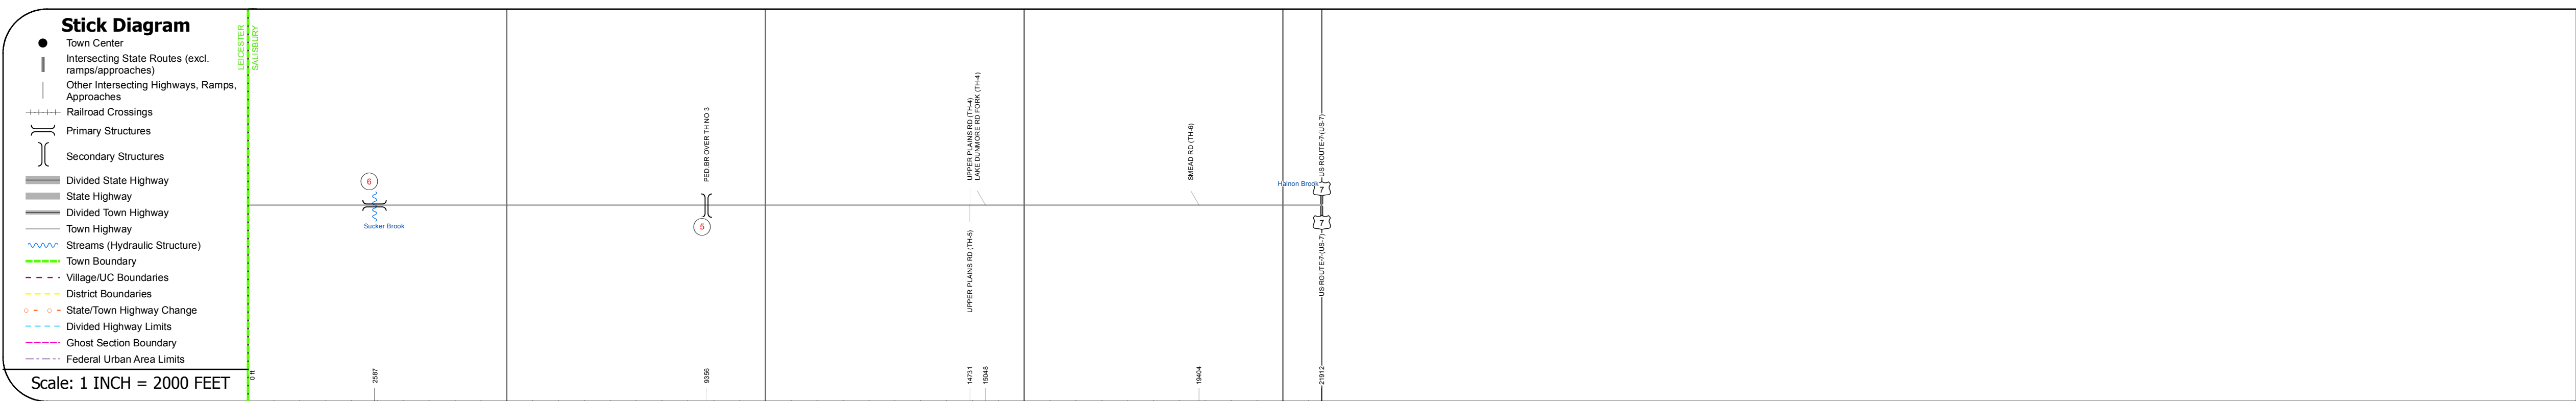 Stick Diagram
Town Center
Intersecting State Routes (excl.
ramps/approaches)
Other Intersecting Highways, Ramps,
Approaches
Railroad Crossings
Primary Structures
Secondary Structures
Divided State Highway
State Highway
Divided Town Highway
Town Highway
Streams (Hydraulic Structure)
Town Boundary
Village/UC Boundaries
District Boundaries
State/Town Highway Change
Divided Highway Limits
Ghost Section Boundary
Federal Urban Area Limits
Scale: 1 INCH = 2000 FEET
LEICESTER
SALISBURY
0 ft
6
Sucker Brook
2587
PED.BR OVER TH NO 3
5
9356
UPPER PLAINS RD (TH-4)
LAKE DUNMORE RD FORK (TH-4)
UPPER PLAINS RD (TH-5)
14731
15048
SMEAD RD (TH-6)
19404
Halnon Brook
US ROUTE-7-(US-7)
7
7
US ROUTE-7-(US-7)
21912